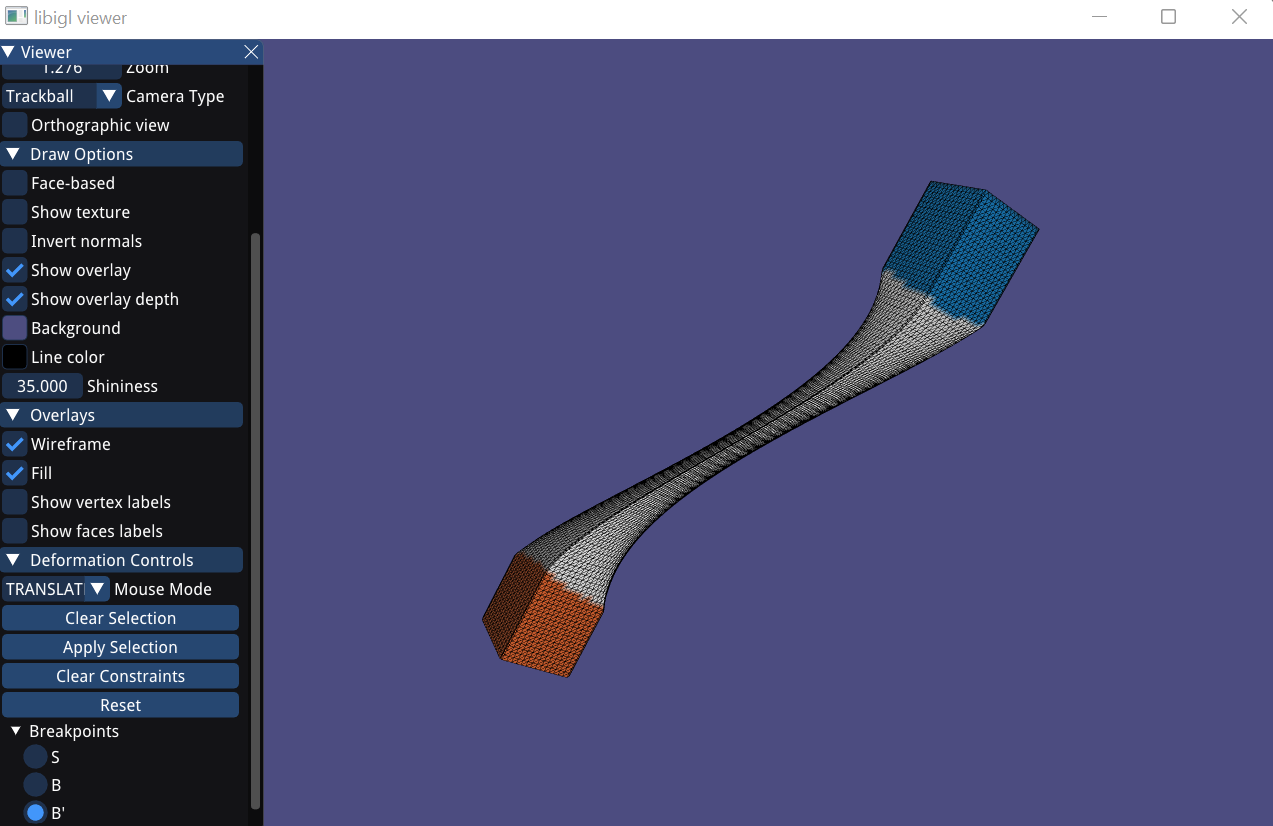 libigl viewer
Viewer
1.276 Zoom
Trackball Camera Type
Orthographic view
Draw Options
Face-based
Show texture
Invert normals
Show overlay
Show overlay depth
Background
Line color
35.000 Shininess
Overlays
Wireframe
Fill
Show vertex labels
Show faces labels
Deformation Controls
TRANSLAT Mouse Mode
Clear Selection
Apply Selection
Clear Constraints
Reset
Breakpoints
S
B
B'